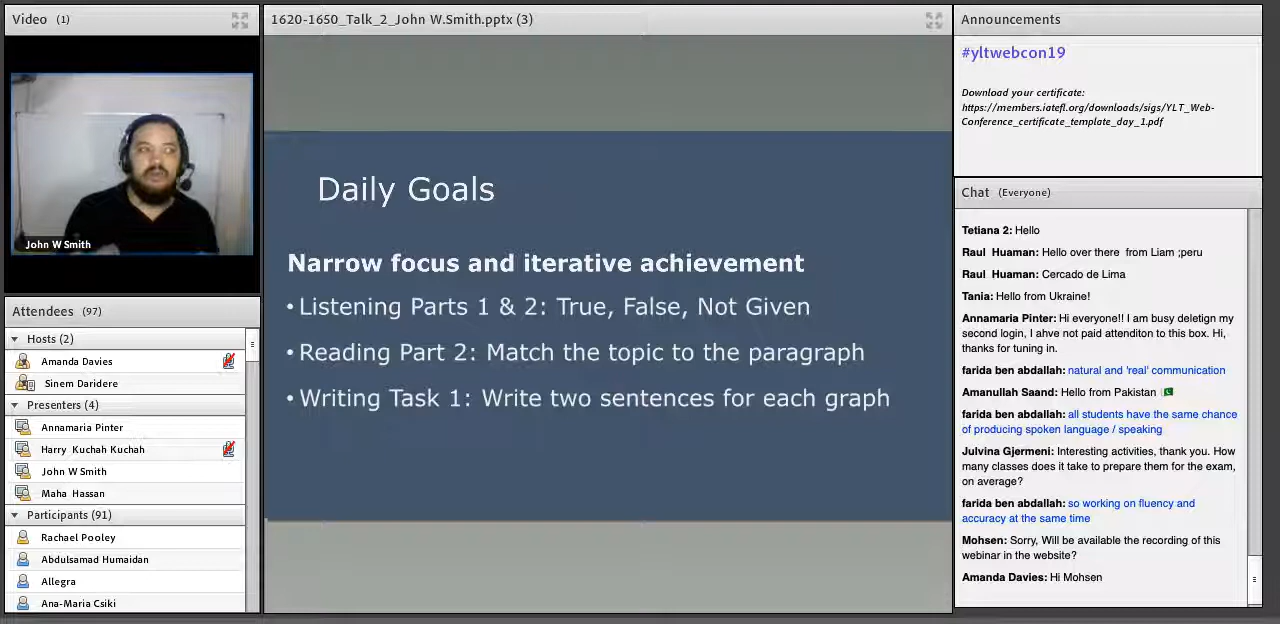 Video (1)
John W Smith
Attendees (97)
Hosts (2)
Amanda Davies
Sinem Daridere
Presenters (4)
Annamaria Pinter
Harry Kuchah Kuchah
John W Smith
Maha Hassan
Participants (91)
Rachael Pooley
Abdulsamad Humaidan
Allegra
Ana-Maria Csiki
1620-1650_Talk_2_John W.Smith.pptx (3)
Daily Goals
Narrow focus and iterative achievement
• Listening Parts 1 & 2: True, False, Not Given
• Reading Part 2: Match the topic to the paragraph
• Writing Task 1: Write two sentences for each graph
Announcements
#yltwebcon19
Download your certificate:
https://members.iatefl.org/downloads/sigs/YLT_Web-
Conference_certificate_template_day_1.pdf
Chat (Everyone)
Tetiana 2: Hello
Raul Huaman: Hello over there from Liam ;peru
Raul Huaman: Cercado de Lima
Tania: Hello from Ukraine!
Annamaria Pinter: Hi everyone!! I am busy deletign my
second login, I ahve not paid attenditon to this box. Hi,
thanks for tuning in.
farida ben abdallah: natural and 'real' communication
Amanullah Saand: Hello from Pakistan 🇵🇰
farida ben abdallah: all students have the same chance
of producing spoken language / speaking
Julvina Gjermeni: Interesting activities, thank you. How
many classes does it take to prepare them for the exam,
on average?
farida ben abdallah: so working on fluency and
accuracy at the same time
Mohsen: Sorry, Will be available the recording of this
webinar in the website?
Amanda Davies: Hi Mohsen